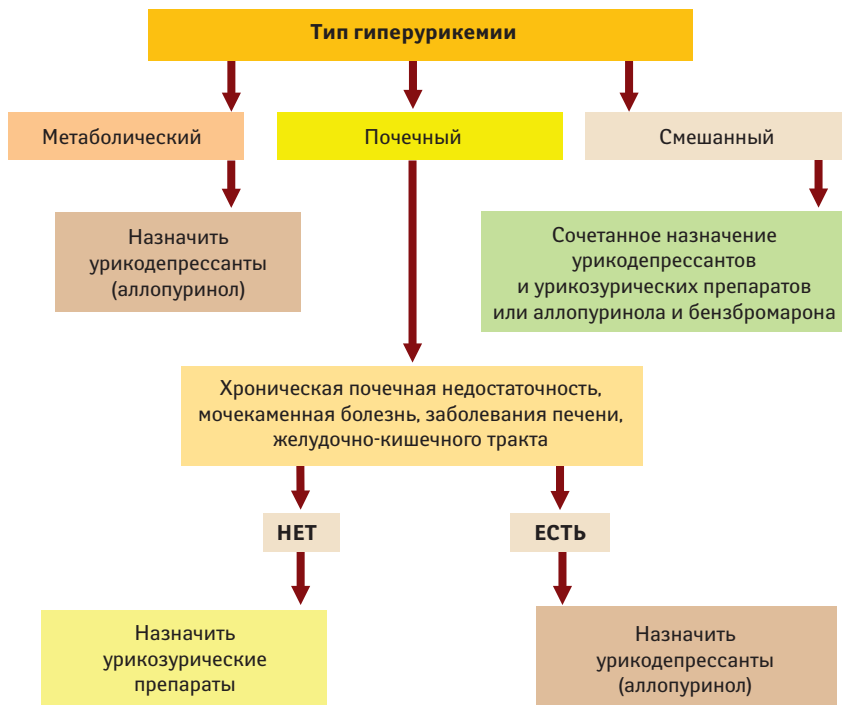 Тип гиперурикемии
Метаболический
Почечный
Смешанный
Назначить
урикодепрессанты
(аллопуринол)
Сочетанное назначение
урикодепрессантов
и урикозурических препаратов
или аллопуринола и бензбромарона
Хроническая почечная недостаточность,
мочекаменная болезнь, заболевания печени,
желудочно-кишечного тракта
НЕТ
ЕСТЬ
Назначить
урикозурические
препараты
Назначить
урикодепрессанты
(аллопуринол)